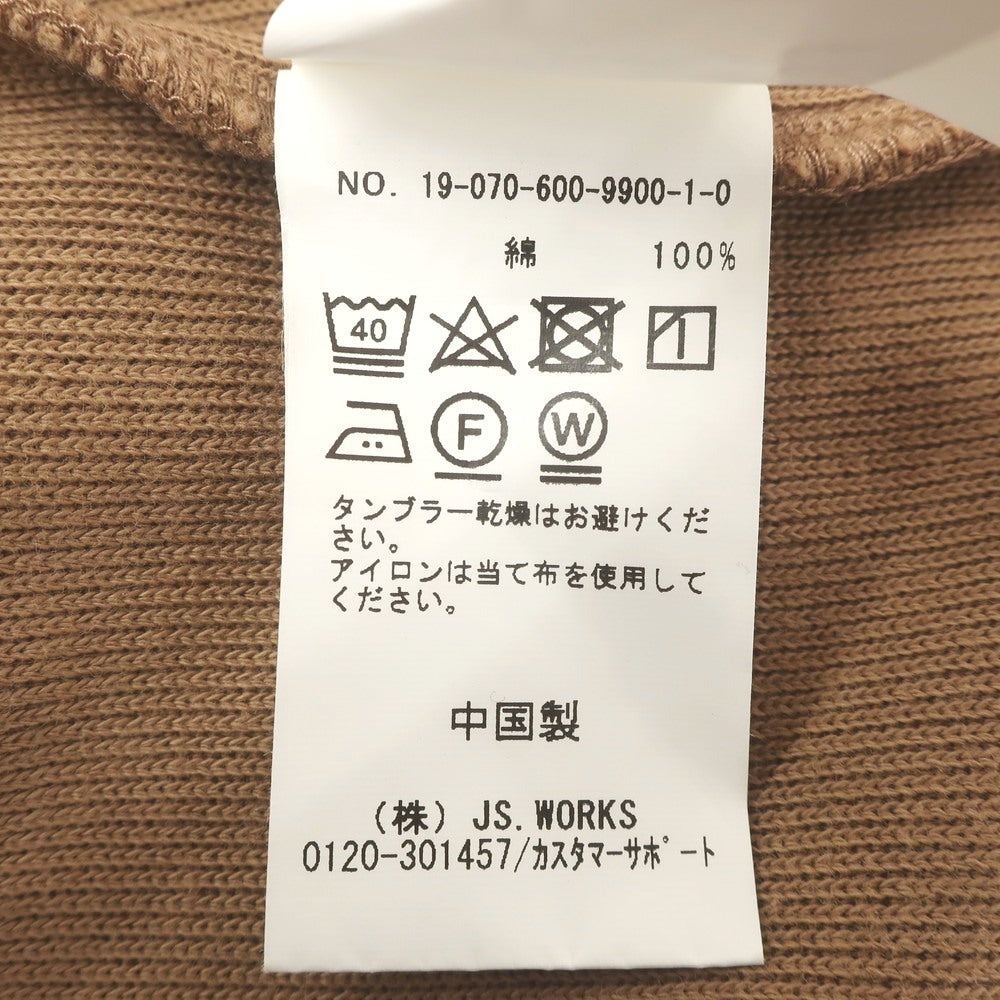 NO. 19-070-600-9900-1-0
綿 100%
40
F W
タンブラー乾燥はお避けくだ
さい。
アイロンは当て布を使用して
ください。
中国製
(株) JS.WORKS
0120-301457/カスタマーサポート